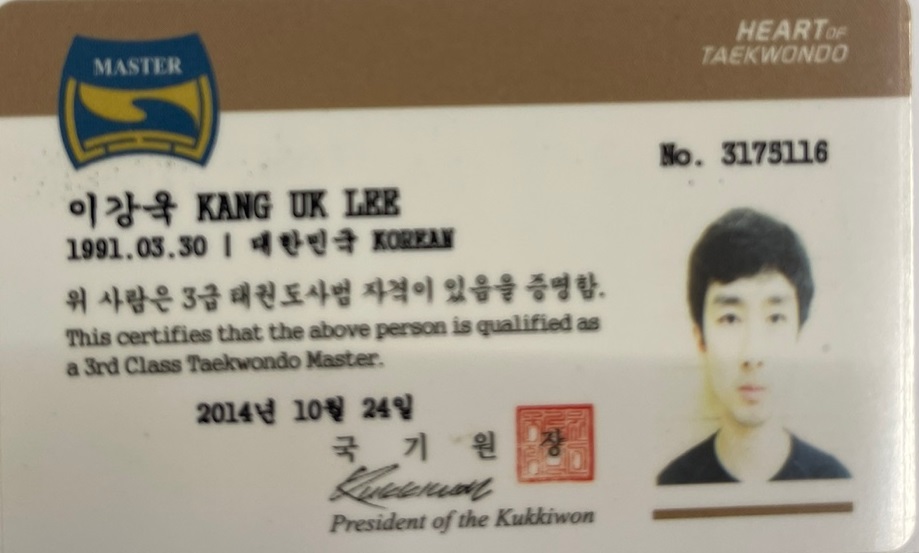 MASTER
HEART OF
TAEKWONDO
No. 3175116
이강욱 KANG UK LEE
1991.03.30 | 대한민국 KOREAN
위 사람은 3급 태권도사범 자격이 있음을 증명함.
This certifies that the above person is qualified as
a 3rd Class Taekwondo Master.
2014년 10월 24일
국 기 원 장
Kukkiwon
President of the Kukkiwon